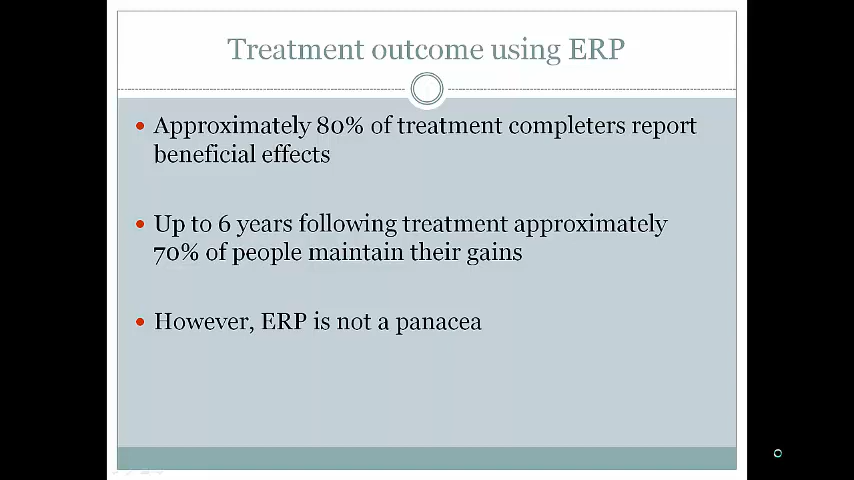 Treatment outcome using ERP
Approximately 80% of treatment completers report
beneficial effects
Up to 6 years following treatment approximately
70% of people maintain their gains
However, ERP is not a panacea